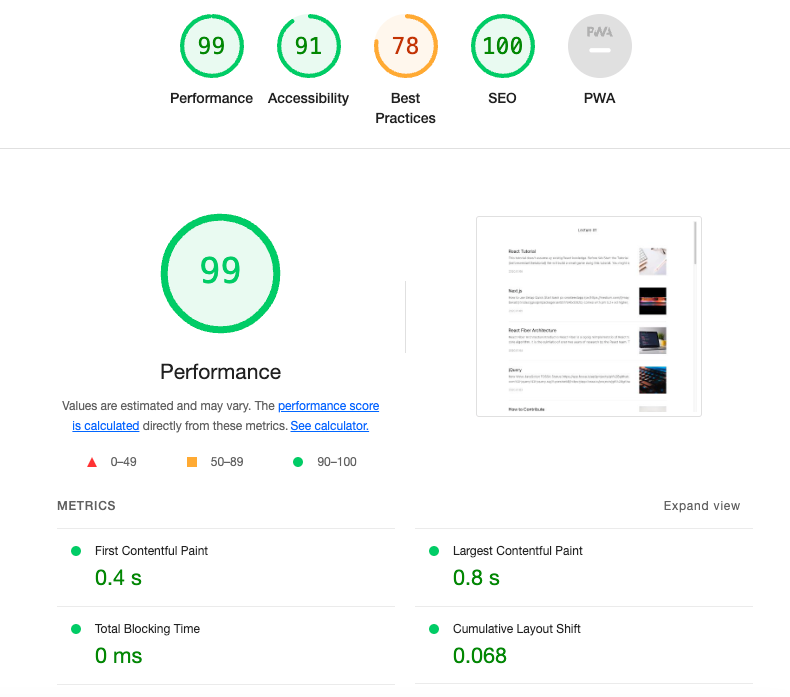 99
91
78
100
PWA
Performance
Accessibility
Best
Practices
SEO
PWA
99
Performance
Values are estimated and may vary. The performance score
is calculated directly from these metrics. See calculator.
0–49
50–89
90–100
React Tutorial
Next.js
React Fiber Architecture
jQuery
How to Contribute
METRICS
Expand view
First Contentful Paint
0.4 s
Largest Contentful Paint
0.8 s
Total Blocking Time
0 ms
Cumulative Layout Shift
0.068